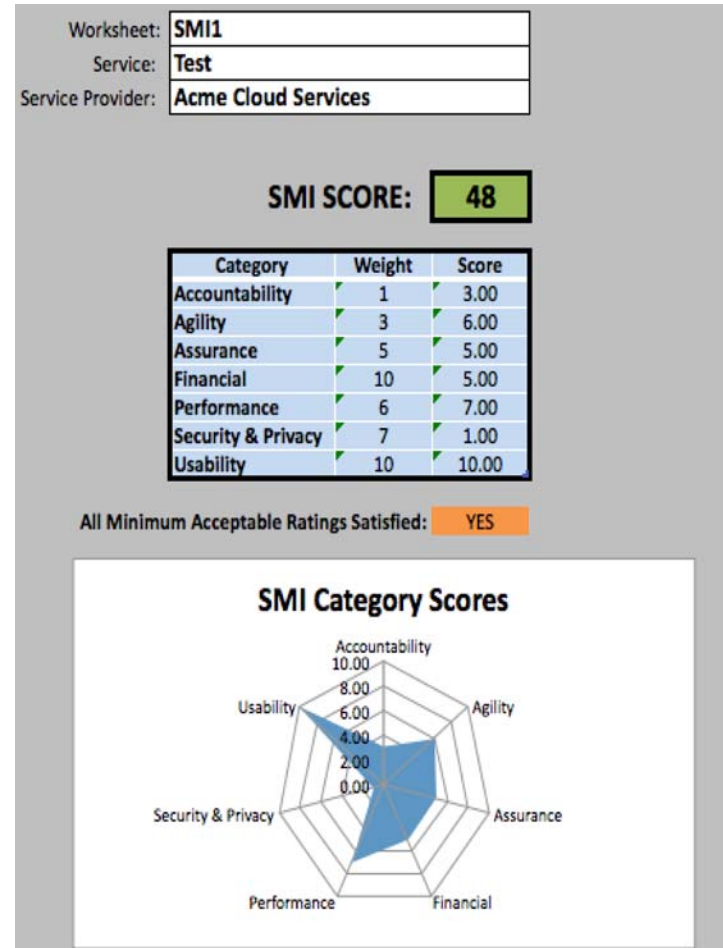 Worksheet: SMI1
Service: Test
Service Provider: Acme Cloud Services
SMI SCORE: 48
Category Weight Score
Accountability 1 3.00
Agility 3 6.00
Assurance 5 5.00
Financial 10 5.00
Performance 6 7.00
Security & Privacy 7 1.00
Usability 10 10.00
All Minimum Acceptable Ratings Satisfied: YES
SMI Category Scores
Accountability
10.00
8.00
Usability 6.00 Agility
4.00
2.00
0.00
Security & Privacy Assurance
Performance Financial